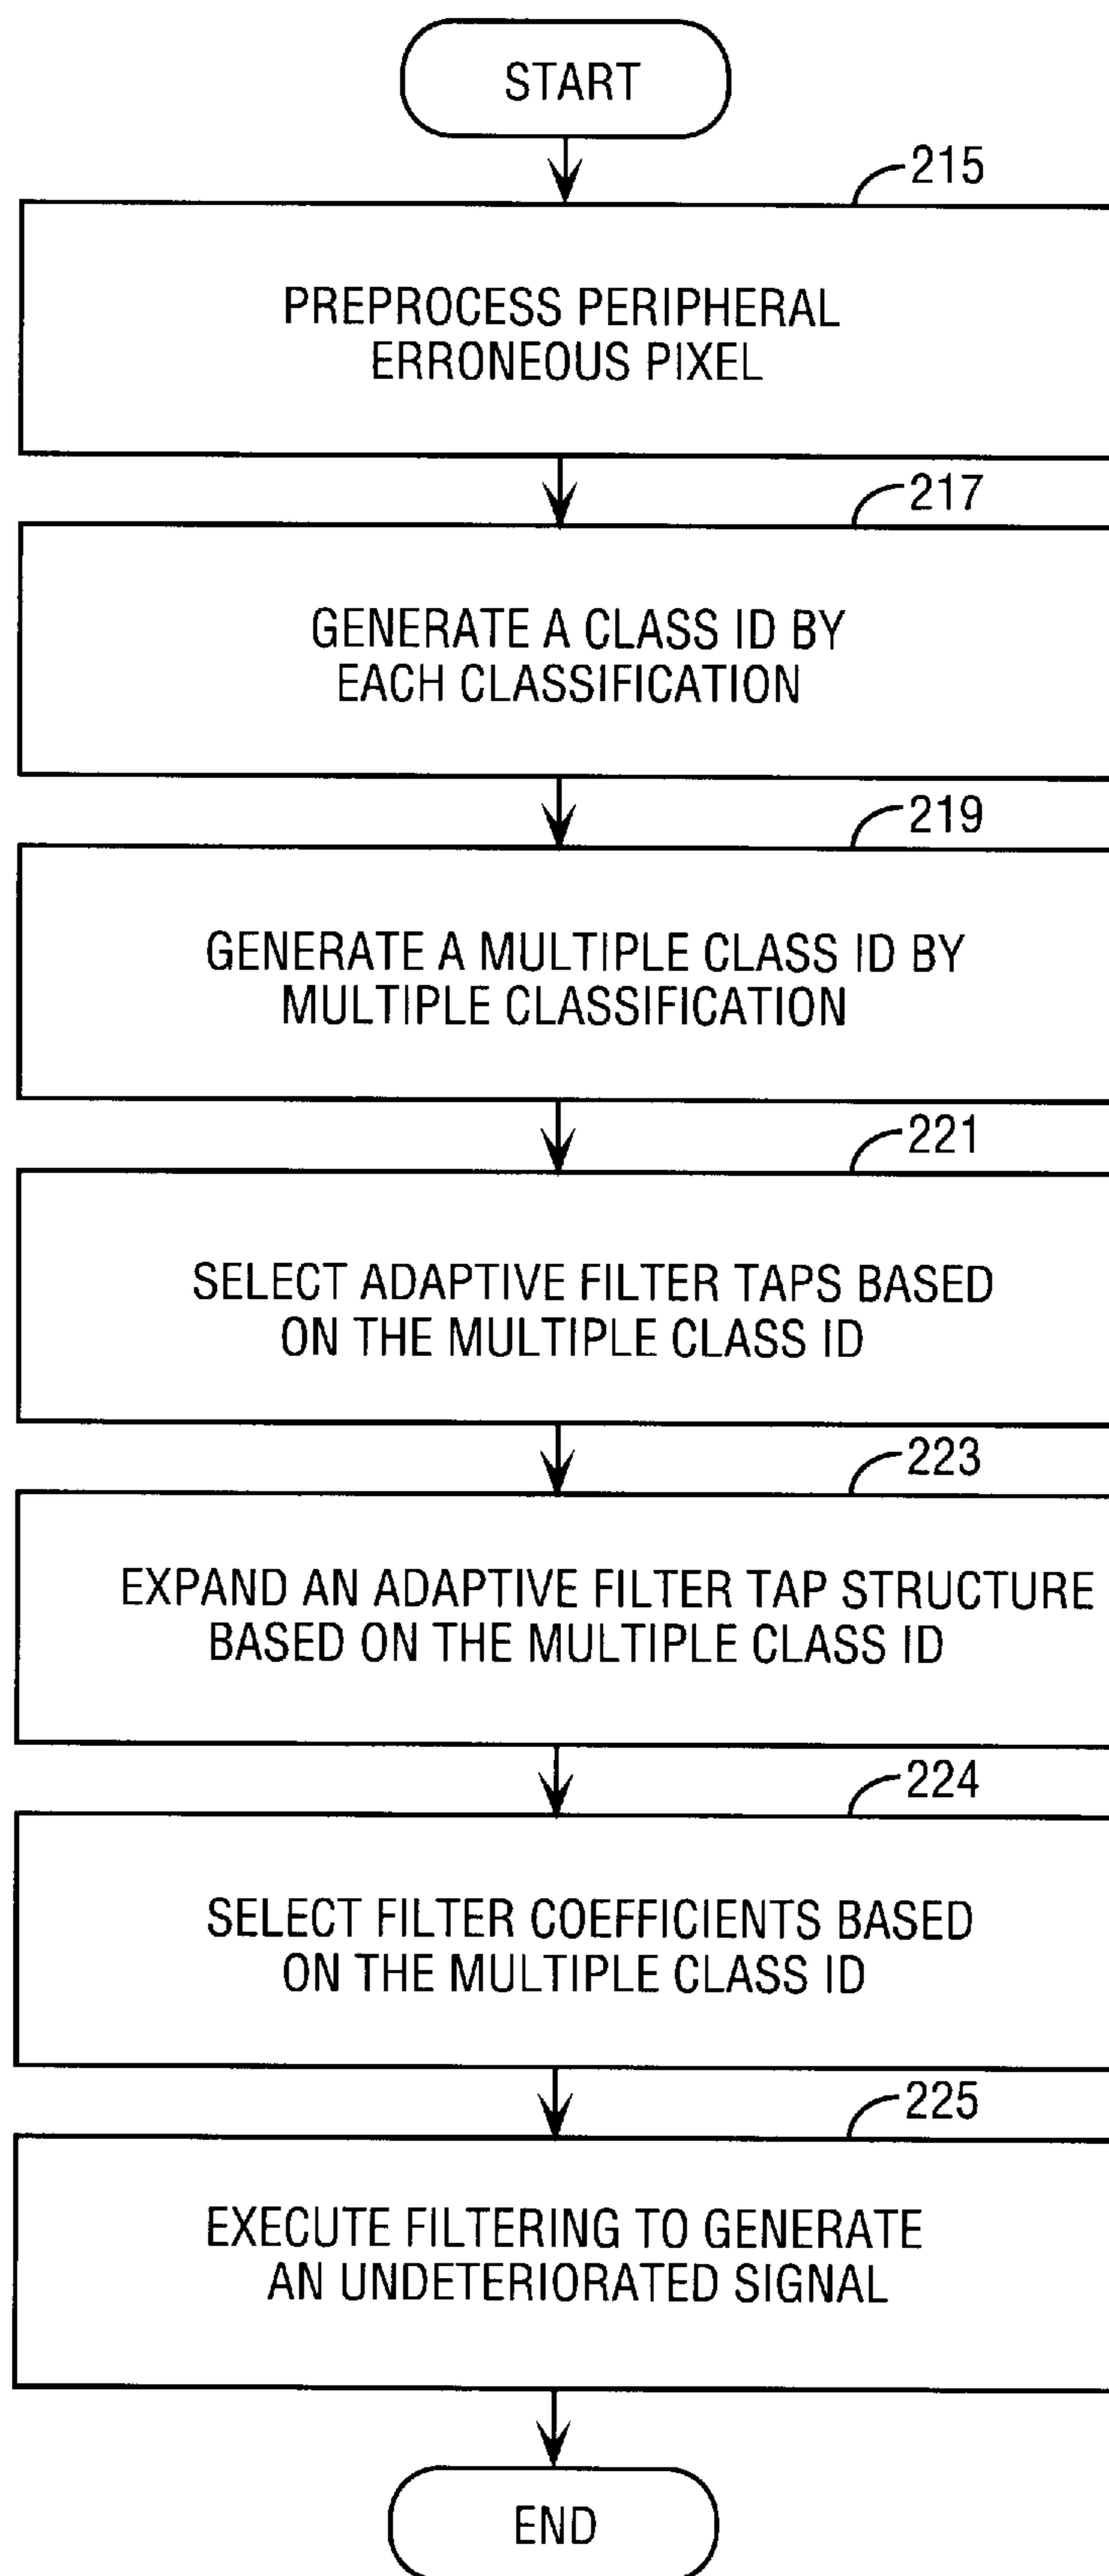 START
215
PREPROCESS PERIPHERAL
ERRONEOUS PIXEL
217
GENERATE A CLASS ID BY
EACH CLASSIFICATION
219
GENERATE A MULTIPLE CLASS ID BY
MULTIPLE CLASSIFICATION
221
SELECT ADAPTIVE FILTER TAPS BASED
ON THE MULTIPLE CLASS ID
223
EXPAND AN ADAPTIVE FILTER TAP STRUCTURE
BASED ON THE MULTIPLE CLASS ID
224
SELECT FILTER COEFFICIENTS BASED
ON THE MULTIPLE CLASS ID
225
EXECUTE FILTERING TO GENERATE
AN UNDETERIORATED SIGNAL
END